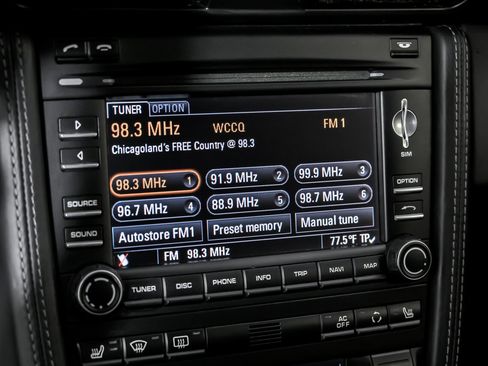 TUNER OPTION
98.3 MHz WCCQ FM 1
Chicagoland's FREE Country @ 98.3
98.3 MHz 1 91.9 MHz 2 99.9 MHz 3
96.7 MHz 4 88.9 MHz 5 98.7 MHz 6
Autostore FM1 Preset memory Manual tune
FM 98.3 MHz 77.5°F TP✓
SOURCE
SOUND
SIM
OPTION
TUNER DISC PHONE INFO TRIP NAVI MAP
AC
OFF